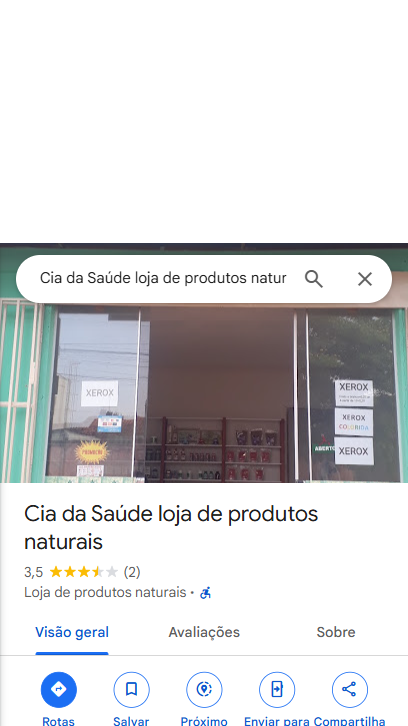 Cia da Saúde loja de produtos natur
XEROX
PROMOÇÃO
XEROX
XEROX
COLORIDA
ABERTO
XEROX
Cia da Saúde loja de produtos
naturais
3,5 (2)
Loja de produtos naturais ·
Visão geral
Avaliações
Sobre
Rotas
Salvar
Próximo
Enviar para
Compartilha